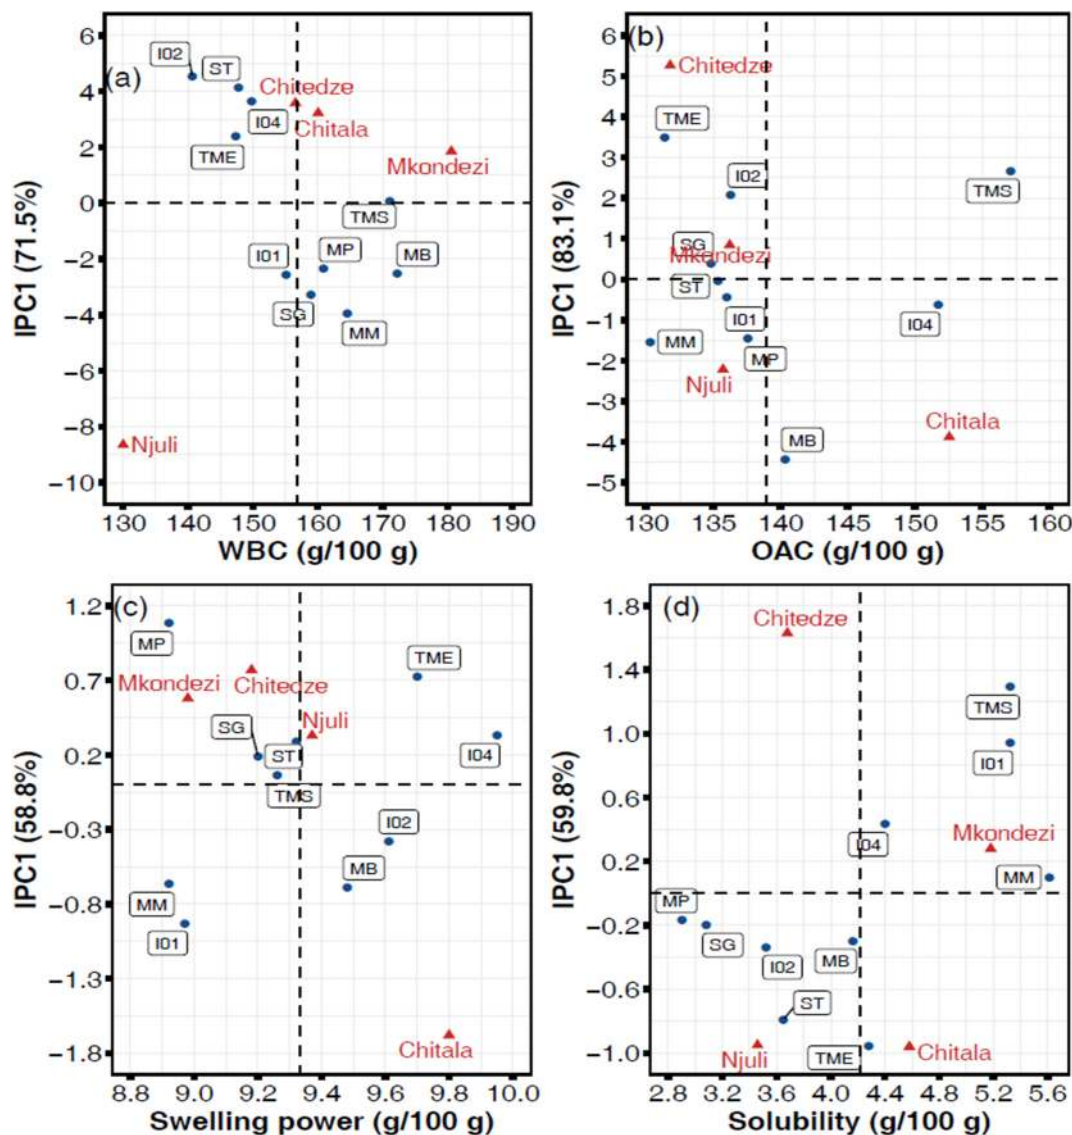 (a)
IPC1 (71.5%)
6
4
2
0
−2
−4
−6
−8
−10
I02
ST
Chitedze
I04
Chitala
TME
Mkondezi
TMS
I01
MP
MB
SG
MM
Njuli
130 140 150 160 170 180 190
WBC (g/100 g)
(b)
IPC1 (83.1%)
6
5
4
3
2
1
0
−1
−2
−3
−4
−5
Chitedze
TME
I02
TMS
SG
Mkondezi
ST
I01
I04
MM
MP
Njuli
Chitala
MB
130 135 140 145 150 155 160
OAC (g/100 g)
(c)
IPC1 (58.8%)
1.2
0.7
0.2
−0.3
−0.8
−1.3
−1.8
MP
TME
Mkondezi
Chitedze
SG
Njuli
ST
I04
TMS
I02
MB
MM
I01
Chitala
8.8 9.0 9.2 9.4 9.6 9.8 10.0
Swelling power (g/100 g)
(d)
IPC1 (59.8%)
1.8
1.4
1.0
0.6
0.2
−0.2
−0.6
−1.0
Chitedze
TMS
I01
I04
Mkondezi
MM
MP
SG
I02
MB
ST
Njuli
TME
Chitala
2.8 3.2 3.6 4.0 4.4 4.8 5.2 5.6
Solubility (g/100 g)